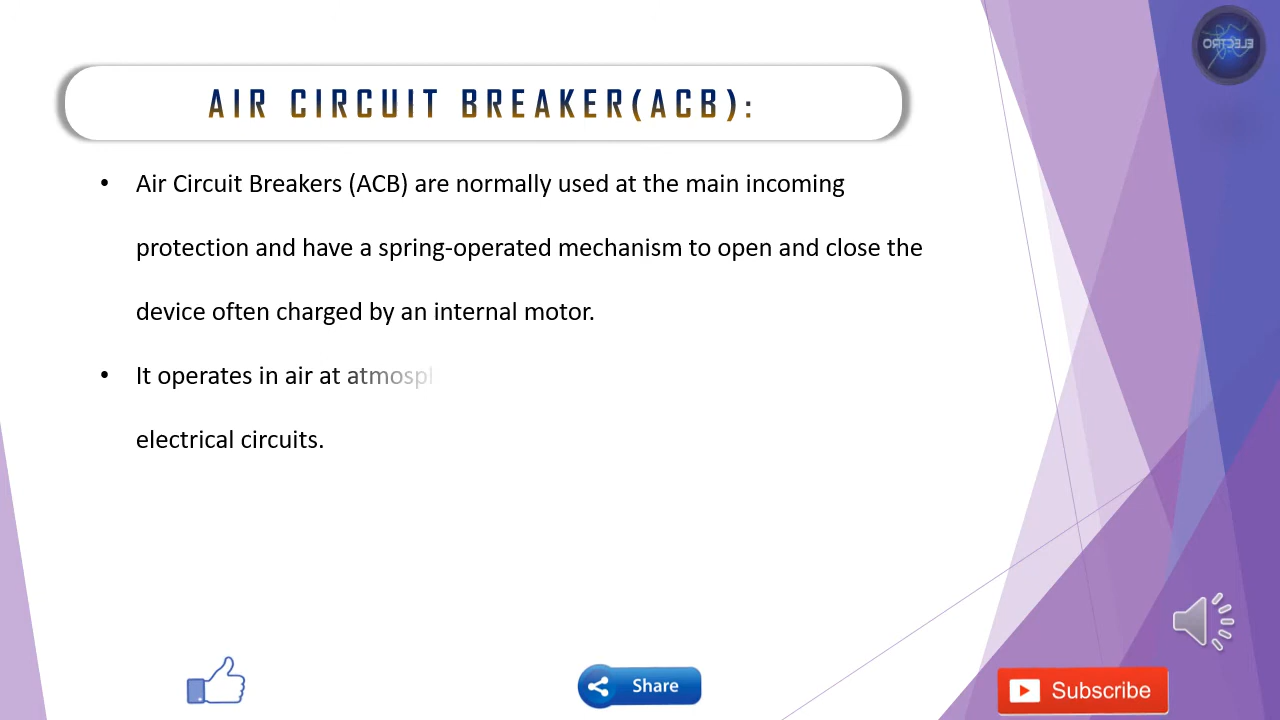 AIR CIRCUIT BREAKER(ACB):
• Air Circuit Breakers (ACB) are normally used at the main incoming
protection and have a spring-operated mechanism to open and close the
device often charged by an internal motor.
• It operates in air at atmosph
electrical circuits.
Share
Subscribe
ELECTRO